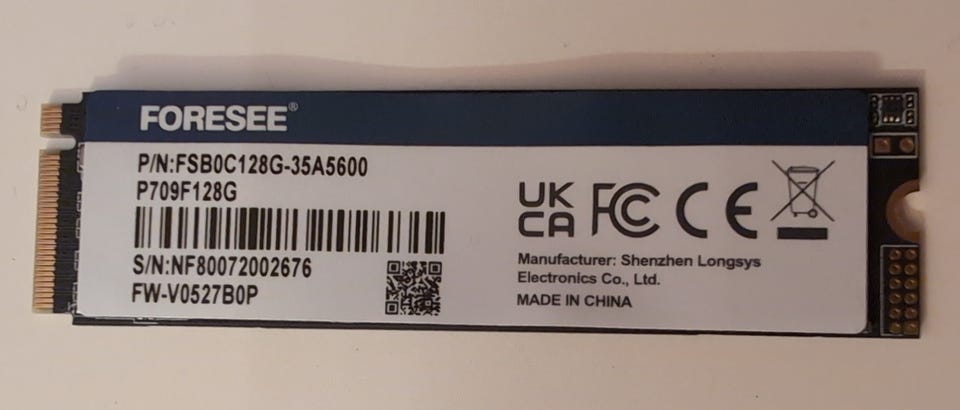 FORESEE®
P/N:FSB0C128G-35A5600
P709F128G
S/N:NF80072002676
FW-V0527B0P
UK
CA FC CE
Manufacturer: Shenzhen Longsys
Electronics Co., Ltd.
MADE IN CHINA